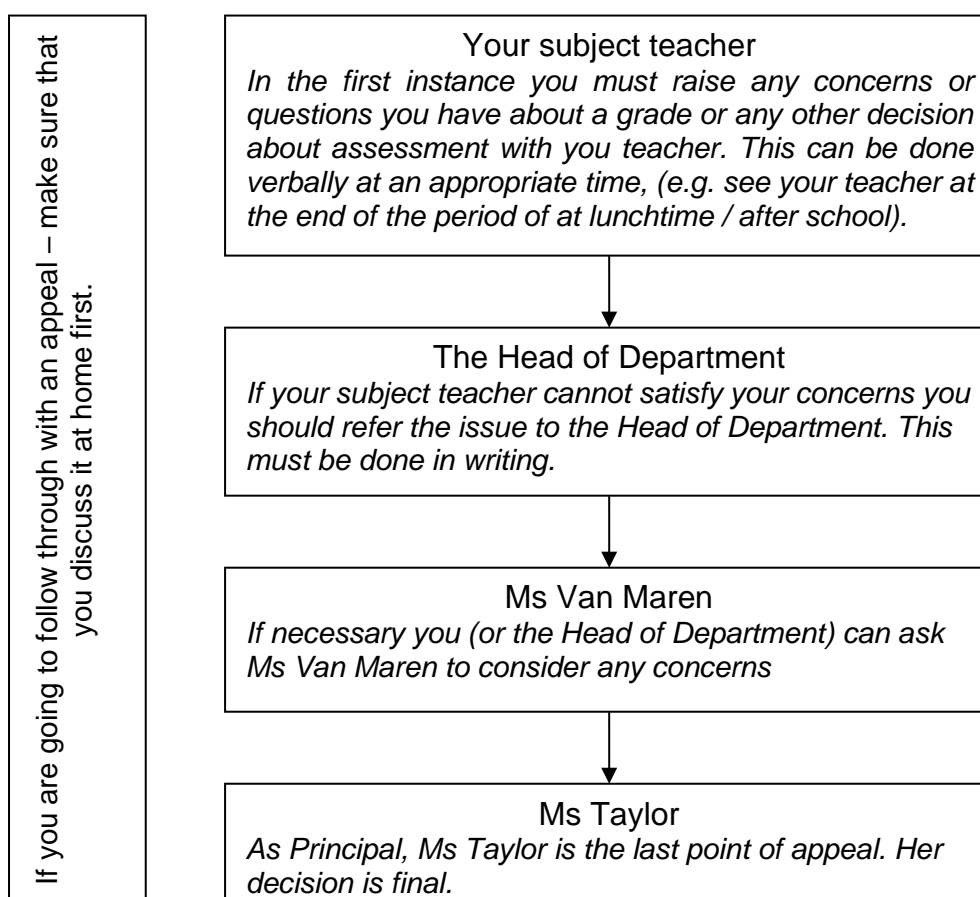 If you are going to follow through with an appeal – make sure that
you discuss it at home first.
Your subject teacher
In the first instance you must raise any concerns or
questions you have about a grade or any other decision
about assessment with you teacher. This can be done
verbally at an appropriate time, (e.g. see your teacher at
the end of the period of at lunchtime / after school).
The Head of Department
If your subject teacher cannot satisfy your concerns you
should refer the issue to the Head of Department. This
must be done in writing.
Ms Van Maren
If necessary you (or the Head of Department) can ask
Ms Van Maren to consider any concerns
Ms Taylor
As Principal, Ms Taylor is the last point of appeal. Her
decision is final.